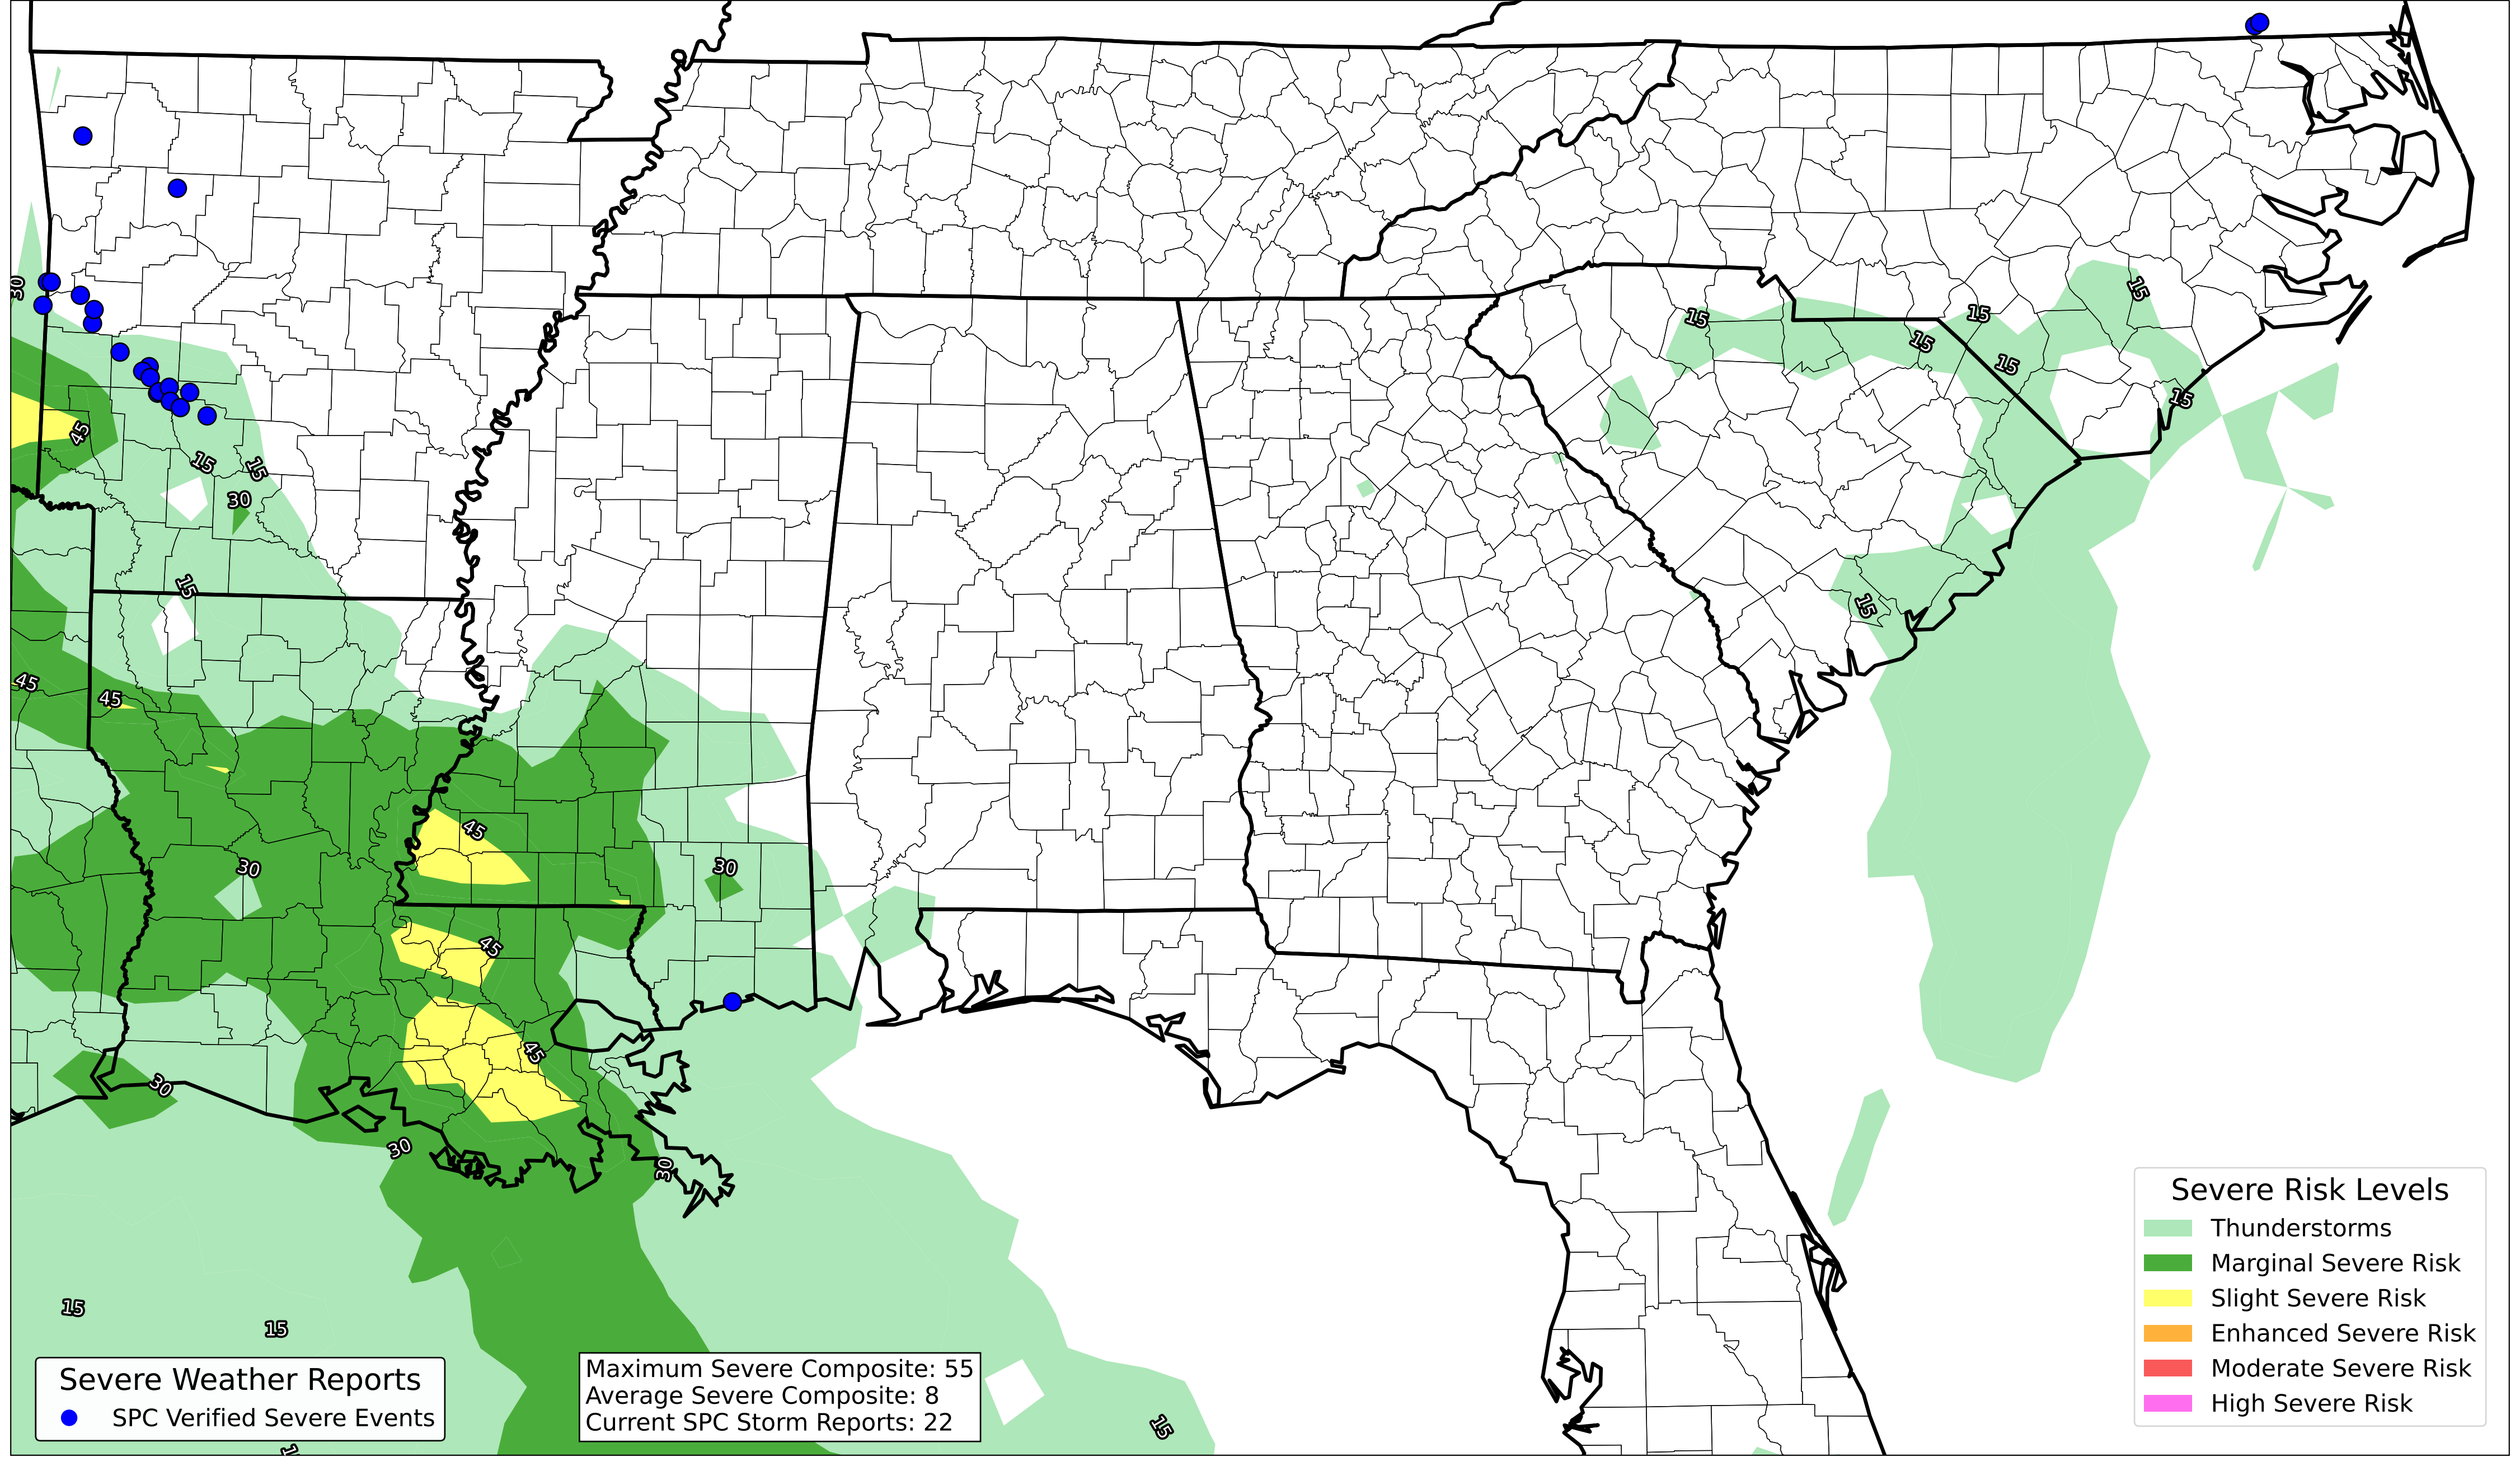 15
30
15
15
15
15
15
45
15
15
30
15
15
45
45
45
30
30
45
45
30
30
30
15
15
15
1
Severe Weather Reports
SPC Verified Severe Events
Maximum Severe Composite: 55
Average Severe Composite: 8
Current SPC Storm Reports: 22
Severe Risk Levels
Thunderstorms
Marginal Severe Risk
Slight Severe Risk
Enhanced Severe Risk
Moderate Severe Risk
High Severe Risk